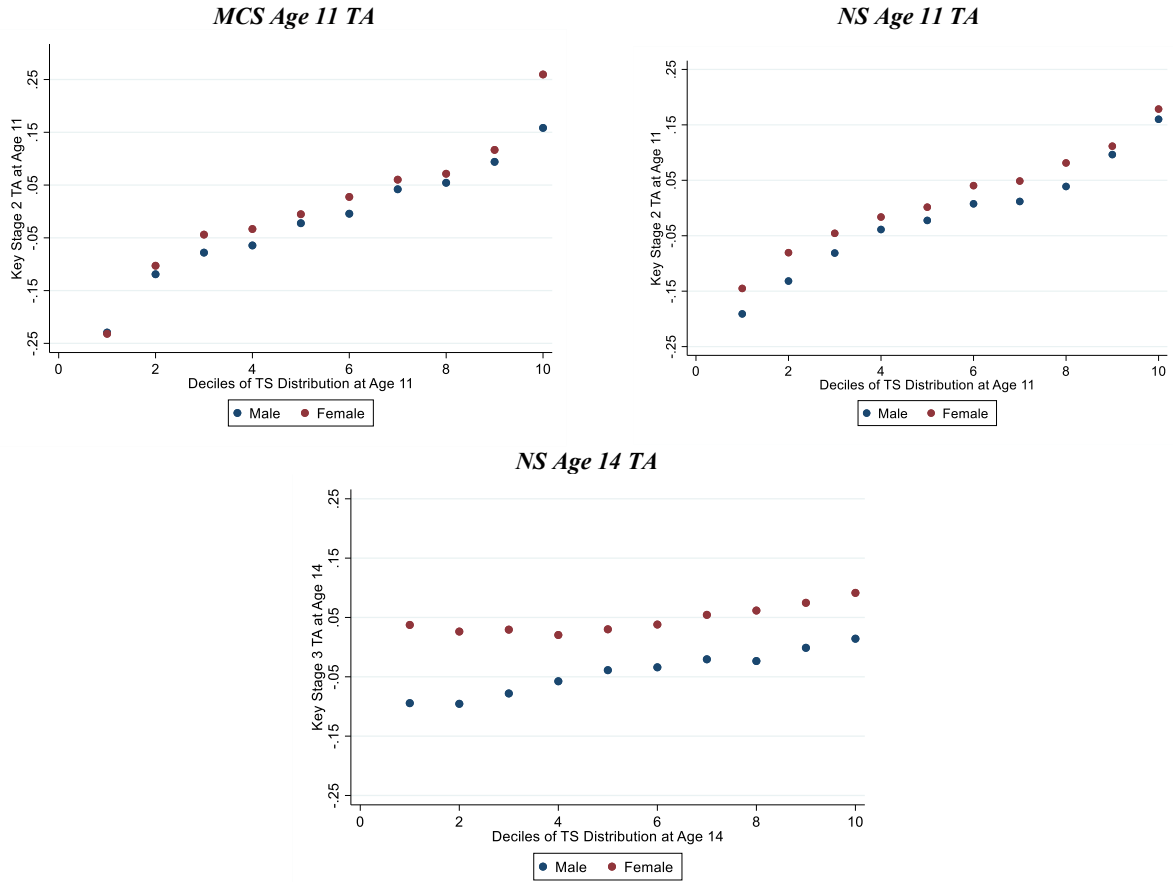 MCS Age 11 TA
Key Stage 2 TA at Age 11
.25
.15
.05
-.05
-.15
-.25
0 2 4 6 8 10
Deciles of TS Distribution at Age 11
Male Female
NS Age 11 TA
Key Stage 2 TA at Age 11
.25
.15
.05
-.05
-.15
-.25
0 2 4 6 8 10
Deciles of TS Distribution at Age 11
Male Female
NS Age 14 TA
Key Stage 3 TA at Age 14
.25
.15
.05
-.05
-.15
-.25
0 2 4 6 8 10
Deciles of TS Distribution at Age 14
Male Female